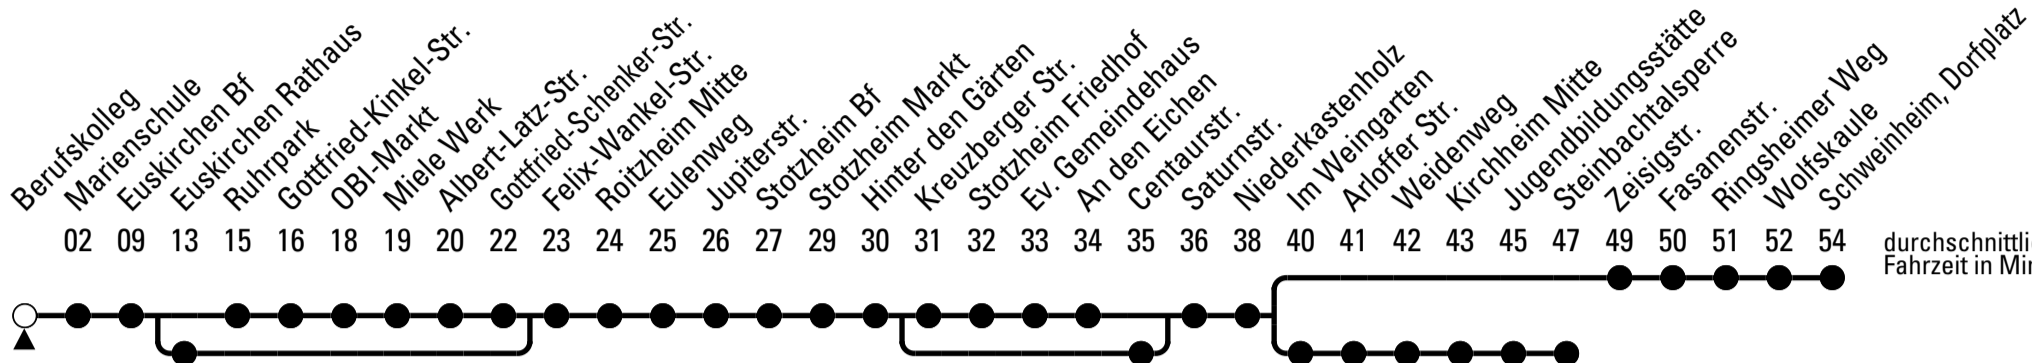 Berufskolleg
Marienschule
Euskirchen Bf
Euskirchen Rathaus
Ruhrpark
Gottfried-Kinkel-Str.
OBI-Markt
Miele Werk
Albert-Latz-Str.
Gottfried-Schenker-Str.
Felix-Wankel-Str.
Roitzheim Mitte
Eulenweg
Jupiterstr.
Stotzheim Bf
Stotzheim Markt
Hinter den Gärten
Kreuzberger Str.
Stotzheim Friedhof
Ev. Gemeindehaus
An den Eichen
Centaurstr.
Saturnstr.
Niederkastenholz
Im Weingarten
Arloffer Str.
Weidenweg
Kirchheim Mitte
Jugendbildungsstätte
Steinbachtalsperre
Zeisigstr.
Fasanenstr.
Ringsheimer Weg
Wolfskaule
Schweinheim, Dorfplatz
02 09 13 15 16 18 19 20 22 23 24 25 26 27 29 30 31 32 33 34 35 36 38 40 41 42 43 45 47 49 50 51 52 54
durchschnittli
Fahrzeit in Min